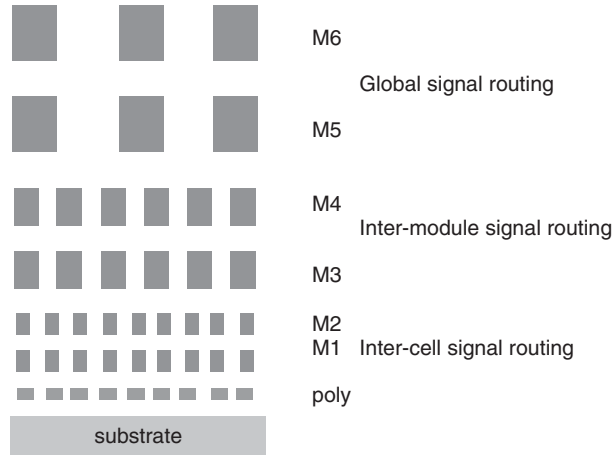 M6
Global signal routing
M5
M4
Inter-module signal routing
M3
M2
M1 Inter-cell signal routing
poly
substrate